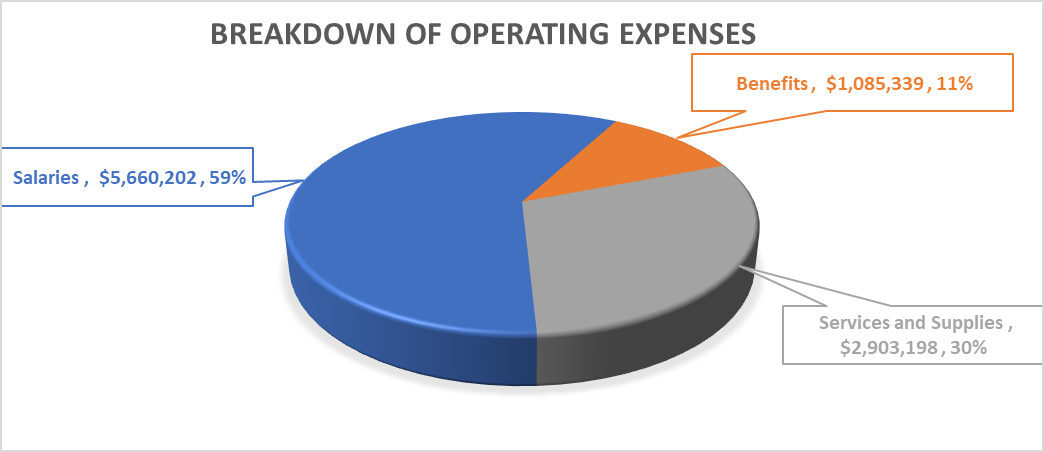 BREAKDOWN OF OPERATING EXPENSES
Benefits , $1,085,339 , 11%
Salaries , $5,660,202 , 59%
Services and Supplies ,
$2,903,198 , 30%